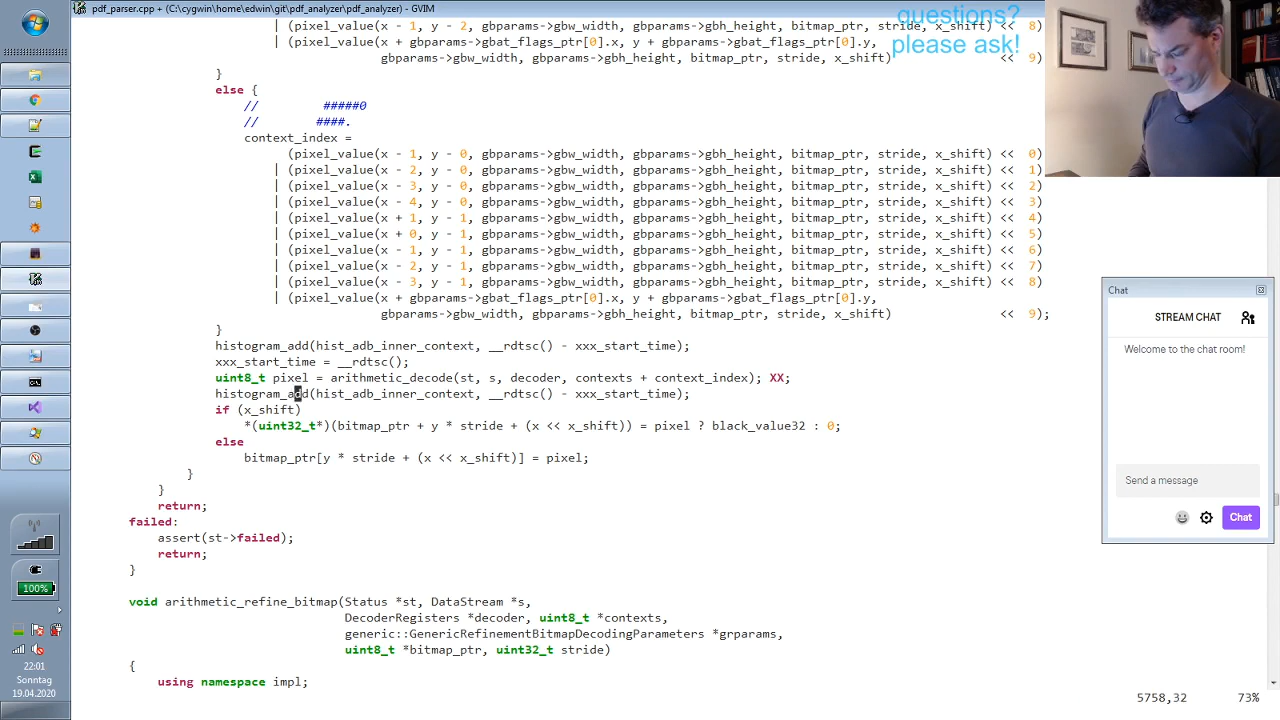 pdf_parser.cpp + (C:\cygwin\home\edwin\git\pdf_analyzer\pdf_analyzer) - GVIM
questions?
please ask!
| (pixel_value(x - 1, y - 2, gbparams->gbw_width, gbparams->gbh_height, bitmap_ptr, stride, x_shift) << 8)
| (pixel_value(x + gbparams->gbat_flags_ptr[0].x, y + gbat_flags_ptr[0].y,
gbparams->gbw_width, gbparams->gbh_height, bitmap_ptr, stride, x_shift) << 9)
}
else {
// #####0
// ####.
context_index =
(pixel_value(x - 1, y - 0, gbparams->gbw_width, gbparams->gbh_height, bitmap_ptr, stride, x_shift) << 0)
| (pixel_value(x - 2, y - 0, gbparams->gbw_width, gbparams->gbh_height, bitmap_ptr, stride, x_shift) << 1)
| (pixel_value(x - 3, y - 0, gbparams->gbw_width, gbparams->gbh_height, bitmap_ptr, stride, x_shift) << 2)
| (pixel_value(x - 4, y - 0, gbparams->gbw_width, gbparams->gbh_height, bitmap_ptr, stride, x_shift) << 3)
| (pixel_value(x + 1, y - 1, gbparams->gbw_width, gbparams->gbh_height, bitmap_ptr, stride, x_shift) << 4)
| (pixel_value(x + 0, y - 1, gbparams->gbw_width, gbparams->gbh_height, bitmap_ptr, stride, x_shift) << 5)
| (pixel_value(x - 1, y - 1, gbparams->gbw_width, gbparams->gbh_height, bitmap_ptr, stride, x_shift) << 6)
| (pixel_value(x - 2, y - 1, gbparams->gbw_width, gbparams->gbh_height, bitmap_ptr, stride, x_shift) << 7)
| (pixel_value(x - 3, y - 1, gbparams->gbw_width, gbparams->gbh_height, bitmap_ptr, stride, x_shift) << 8)
| (pixel_value(x + gbparams->gbat_flags_ptr[0].x, y + gbparams->gbat_flags_ptr[0].y,
gbparams->gbw_width, gbparams->gbh_height, bitmap_ptr, stride, x_shift) << 9);
}
histogram_add(hist_adb_inner_context, __rdtsc() - xxx_start_time);
xxx_start_time = __rdtsc();
uint8_t pixel = arithmetic_decode(st, s, decoder, contexts + context_index); XX;
histogram_add(hist_adb_inner_context, __rdtsc() - xxx_start_time);
if (x_shift)
*(uint32_t*)(bitmap_ptr + y * stride + (x << x_shift)) = pixel ? black_value32 : 0;
else
bitmap_ptr[y * stride + (x << x_shift)] = pixel;
}
}
return;
failed:
assert(st->failed);
return;
}
void arithmetic_refine_bitmap(Status *st, DataStream *s,
DecoderRegisters *decoder, uint8_t *contexts,
generic::GenericRefinementBitmapDecodingParameters *grparams,
uint8_t *bitmap_ptr, uint32_t stride)
{
using namespace impl;
5758,32 73%
Chat
STREAM CHAT
Welcome to the chat room!
Send a message
Chat
100%
22:01
Sonntag
19.04.2020